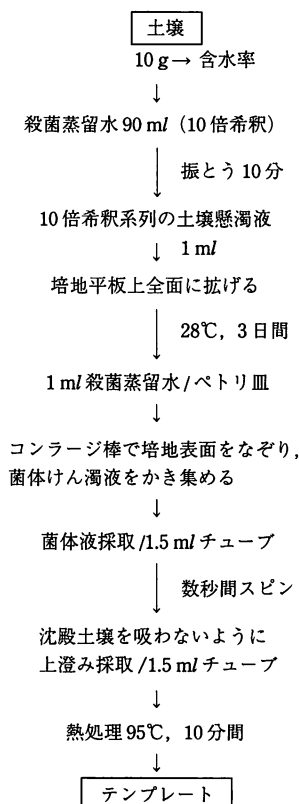 土壌
10 g→ 含水率
↓
殺菌蒸留水 90 ml（10倍希釈）
振とう 10分
↓
10倍希釈系列の土壌懸濁液
↓ 1 ml
培地平板上全面に拡げる
28℃，3日間
↓
1 ml 殺菌蒸留水/ペトリ皿
↓
コンラージ棒で培地表面をなぞり，
菌体けん濁液をかき集める
↓
菌体液採取/1.5 mlチューブ
数秒間スピン
↓
沈殿土壌を吸わないように
上澄み採取/1.5 mlチューブ
↓
熱処理 95℃，10分間
↓
テンプレート